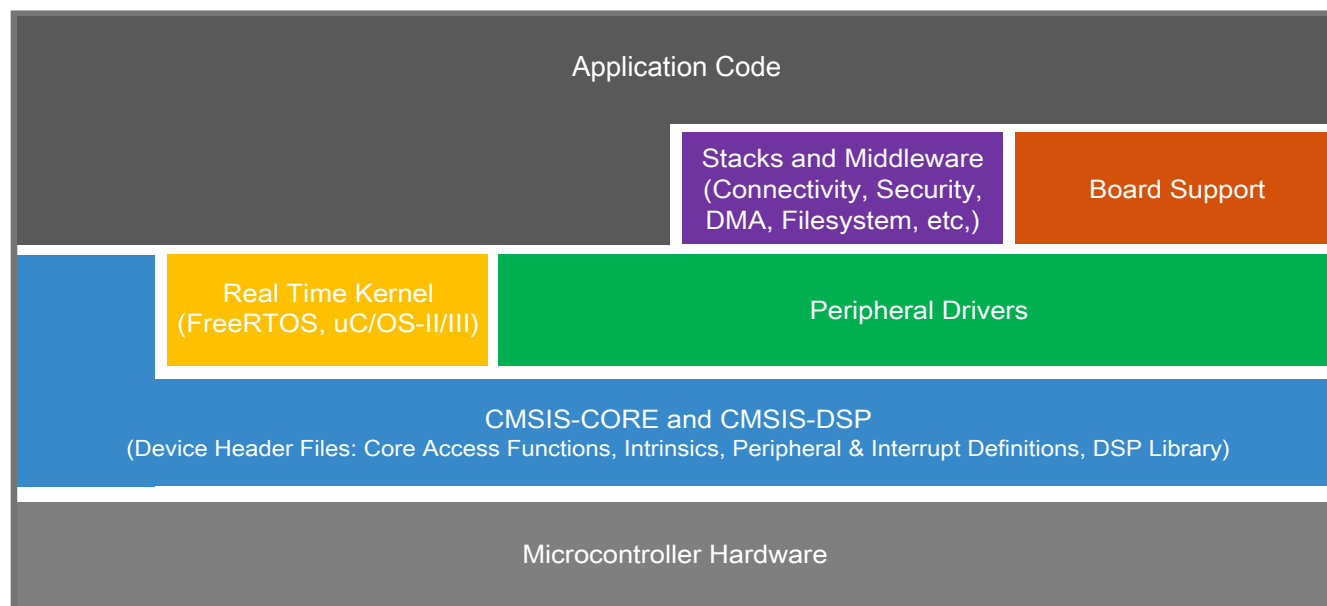 Application Code
Stacks and Middleware
(Connectivity, Security,
DMA, Filesystem, etc,)
Board Support
Real Time Kernel
(FreeRTOS, uC/OS-II/III)
Peripheral Drivers
CMSIS-CORE and CMSIS-DSP
(Device Header Files: Core Access Functions, Intrinsics, Peripheral & Interrupt Definitions, DSP Library)
Microcontroller Hardware